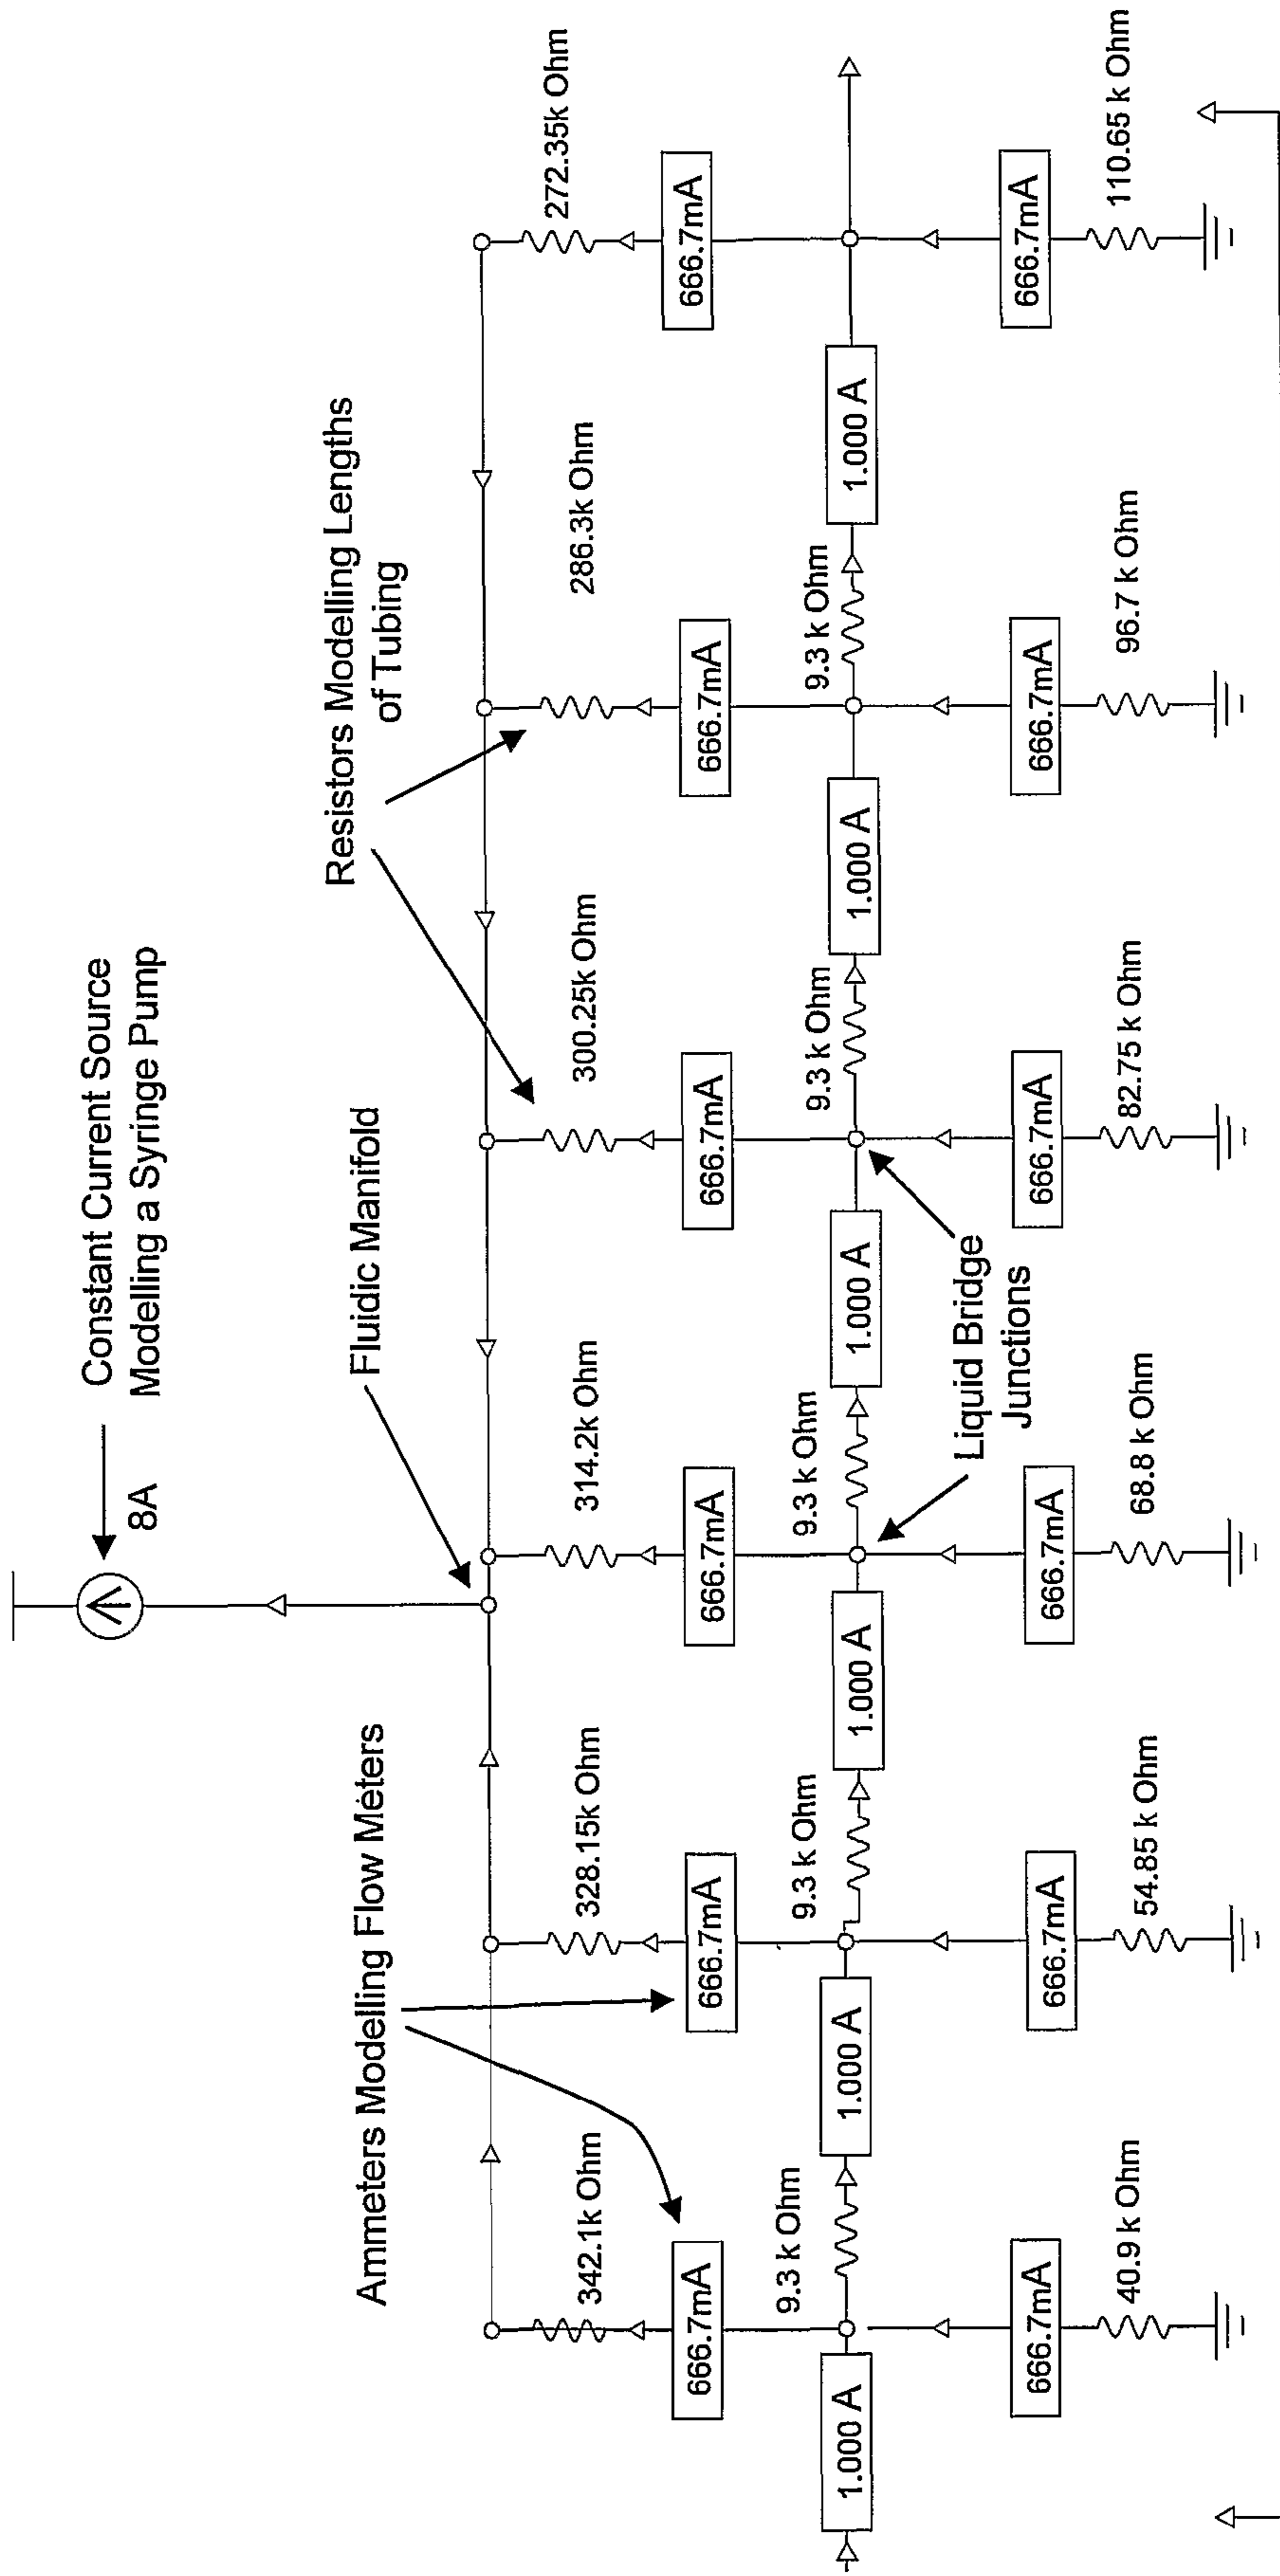 Constant Current Source
Modelling a Syringe Pump
8A
Fluidic Manifold
Resistors Modelling Lengths
of Tubing
Ammeters Modelling Flow Meters
342.1k Ohm
328.15k Ohm
314.2k Ohm
300.25k Ohm
286.3k Ohm
272.35k Ohm
666.7mA
666.7mA
666.7mA
666.7mA
666.7mA
666.7mA
9.3 k Ohm
9.3 k Ohm
9.3 k Ohm
9.3 k Ohm
9.3 k Ohm
1.000 A
1.000 A
1.000 A
1.000 A
1.000 A
1.000 A
Liquid Bridge
Junctions
666.7mA
666.7mA
666.7mA
666.7mA
666.7mA
666.7mA
40.9 k Ohm
54.85 k Ohm
68.8 k Ohm
82.75 k Ohm
96.7 k Ohm
110.65 k Ohm